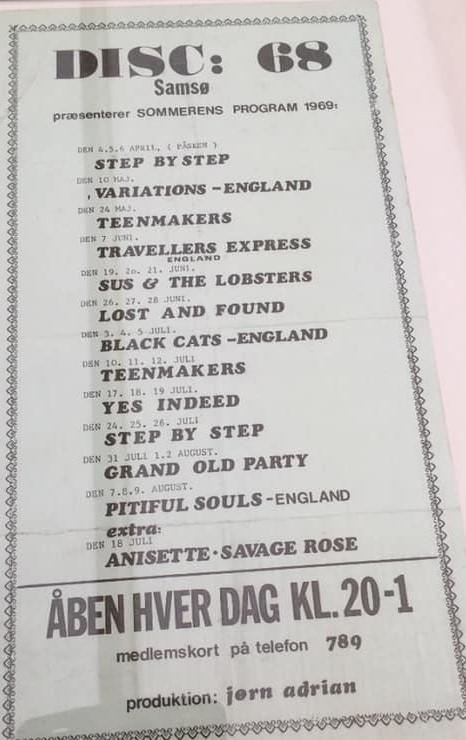 DISC: 68
Samsø
præsenterer SOMMERENS PROGRAM 1969:
DEN 4.5.6 APRIL, ( PÅSKEN )
STEP BY STEP
DEN 10 MAJ.
, VARIATIONS - ENGLAND
DEN 24 MAJ.
TEENMAKERS
DEN 7 JUNI.
TRAVELLERS EXPRESS
ENGLAND
DEN 19. 20. 21. JUNI.
SUS & THE LOBSTERS
DEN 26. 27. 28 JUNI.
LOST AND FOUND
DEN 3. 4. 5 JULI.
BLACK CATS - ENGLAND
DEN 10. 11. 12. JULI
TEENMAKERS
DEN 17. 18. 19 JULI.
YES INDEED
DEN 24. 25. 26. JULI
STEP BY STEP
DEN 31 JULI 1.2 AUGUST.
GRAND OLD PARTY
DEN 7.8.9. AUGUST.
PITIFUL SOULS - ENGLAND
extra:
DEN 18 JULI
ANISETTE · SAVAGE ROSE
ÅBEN HVER DAG KL. 20-1
medlemskort på telefon 789
produktion: jørn adrian